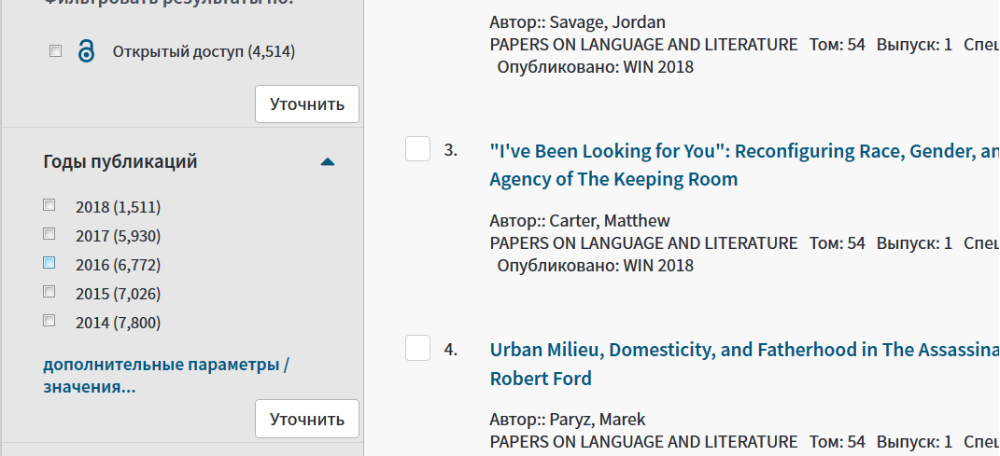 Фильтровать результаты по:
Открытый доступ (4,514)
Уточнить
Годы публикаций
2018 (1,511)
2017 (5,930)
2016 (6,772)
2015 (7,026)
2014 (7,800)
дополнительные параметры /
значения...
Уточнить
Автор:: Savage, Jordan
PAPERS ON LANGUAGE AND LITERATURE Том: 54 Выпуск: 1
Опубликовано: WIN 2018
3. "I've Been Looking for You": Reconfiguring Race, Gender,
Agency of The Keeping Room
Автор:: Carter, Matthew
PAPERS ON LANGUAGE AND LITERATURE Том: 54 Выпуск: 1
Опубликовано: WIN 2018
4. Urban Milieu, Domesticity, and Fatherhood in The
Robert Ford
Автор:: Paryz, Marek
PAPERS ON LANGUAGE AND LITERATURE Том: 54 Выпуск: 1